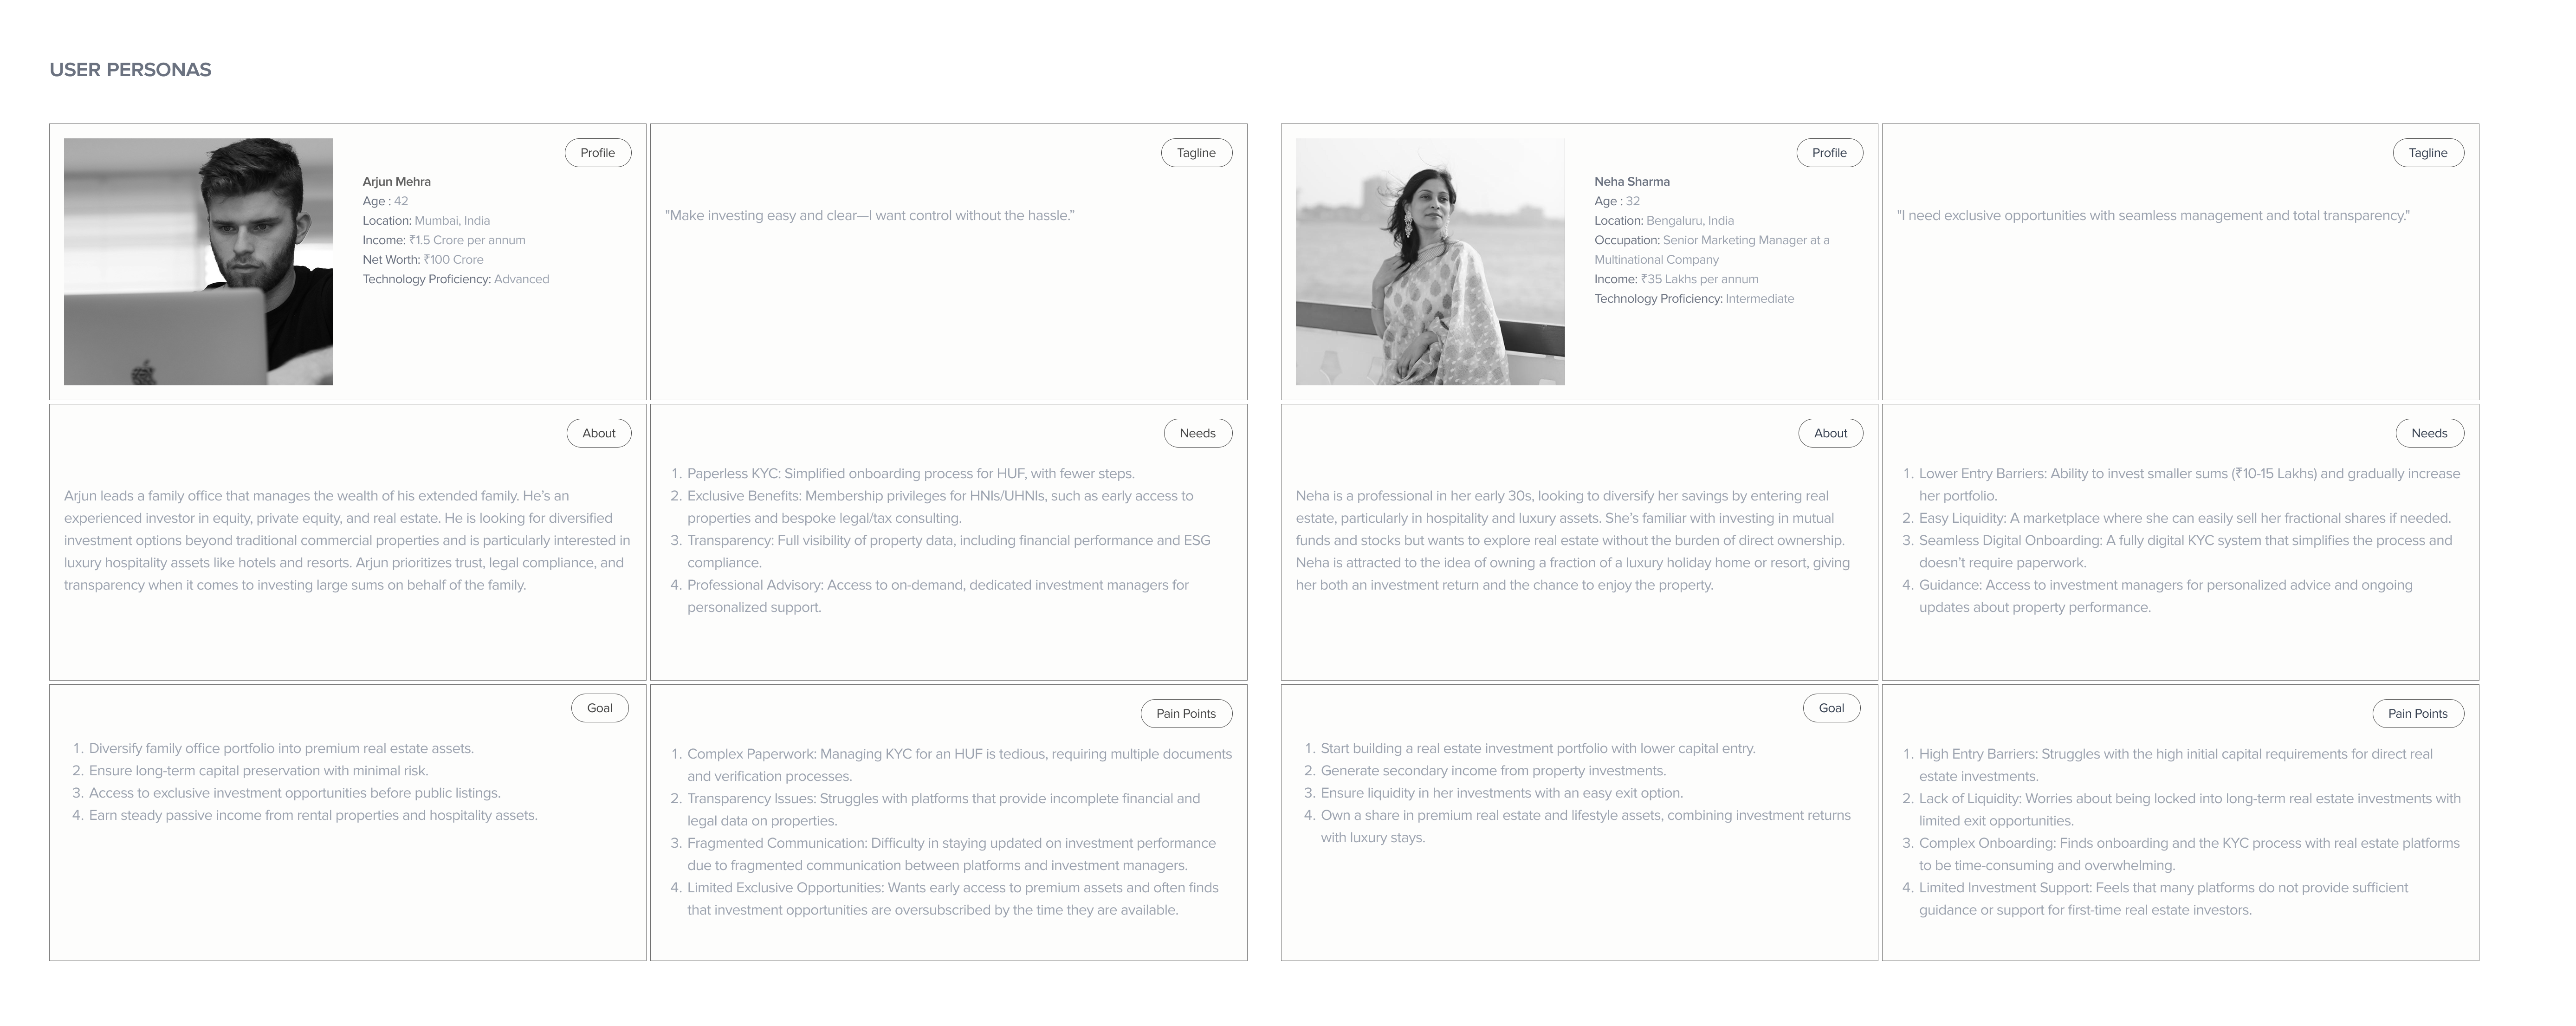 USER PERSONAS
Profile
Arjun Mehra
Age : 42
Location: Mumbai, India
Income: ₹1.5 Crore per annum
Net Worth: ₹100 Crore
Technology Proficiency: Advanced
Tagline
"Make investing easy and clear—I want control without the hassle.”
About
Arjun leads a family office that manages the wealth of his extended family. He’s an
experienced investor in equity, private equity, and real estate. He is looking for diversified
investment options beyond traditional commercial properties and is particularly interested in
luxury hospitality assets like hotels and resorts. Arjun prioritizes trust, legal compliance, and
transparency when it comes to investing large sums on behalf of the family.
Needs
1. Paperless KYC: Simplified onboarding process for HUF, with fewer steps.
2. Exclusive Benefits: Membership privileges for HNIs/UHNIs, such as early access to
properties and bespoke legal/tax consulting.
3. Transparency: Full visibility of property data, including financial performance and ESG
compliance.
4. Professional Advisory: Access to on-demand, dedicated investment managers for
personalized support.
Goal
1. Diversify family office portfolio into premium real estate assets.
2. Ensure long-term capital preservation with minimal risk.
3. Access to exclusive investment opportunities before public listings.
4. Earn steady passive income from rental properties and hospitality assets.
Pain Points
1. Complex Paperwork: Managing KYC for an HUF is tedious, requiring multiple documents
and verification processes.
2. Transparency Issues: Struggles with platforms that provide incomplete financial and
legal data on properties.
3. Fragmented Communication: Difficulty in staying updated on investment performance
due to fragmented communication between platforms and investment managers.
4. Limited Exclusive Opportunities: Wants early access to premium assets and often finds
that investment opportunities are oversubscribed by the time they are available.
Profile
Neha Sharma
Age : 32
Location: Bengaluru, India
Occupation: Senior Marketing Manager at a
Multinational Company
Income: ₹35 Lakhs per annum
Technology Proficiency: Intermediate
Tagline
"I need exclusive opportunities with seamless management and total transparency."
About
Neha is a professional in her early 30s, looking to diversify her savings by entering real
estate, particularly in hospitality and luxury assets. She’s familiar with investing in mutual
funds and stocks but wants to explore real estate without the burden of direct ownership.
Neha is attracted to the idea of owning a fraction of a luxury holiday home or resort, giving
her both an investment return and the chance to enjoy the property.
Needs
1. Lower Entry Barriers: Ability to invest smaller sums (₹10-15 Lakhs) and gradually increase
her portfolio.
2. Easy Liquidity: A marketplace where she can easily sell her fractional shares if needed.
3. Seamless Digital Onboarding: A fully digital KYC system that simplifies the process and
doesn’t require paperwork.
4. Guidance: Access to investment managers for personalized advice and ongoing
updates about property performance.
Goal
1. Start building a real estate investment portfolio with lower capital entry.
2. Generate secondary income from property investments.
3. Ensure liquidity in her investments with an easy exit option.
4. Own a share in premium real estate and lifestyle assets, combining investment returns
with luxury stays.
Pain Points
1. High Entry Barriers: Struggles with the high initial capital requirements for direct real
estate investments.
2. Lack of Liquidity: Worries about being locked into long-term real estate investments with
limited exit opportunities.
3. Complex Onboarding: Finds onboarding and the KYC process with real estate platforms
to be time-consuming and overwhelming.
4. Limited Investment Support: Feels that many platforms do not provide sufficient
guidance or support for first-time real estate investors.